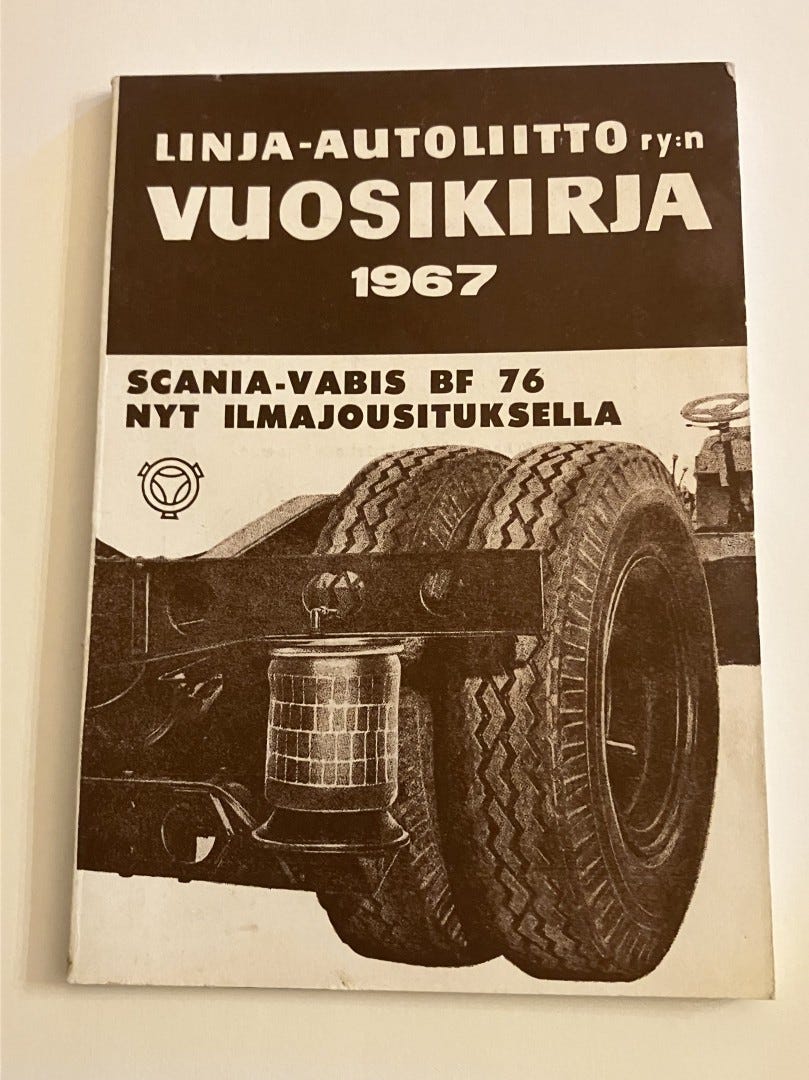 LINJA-AUTOLIITTO ry:n
VUOSIKIRJA
1967
SCANIA-VABIS BF 76
NYT ILMAJOUSITUKSELLA